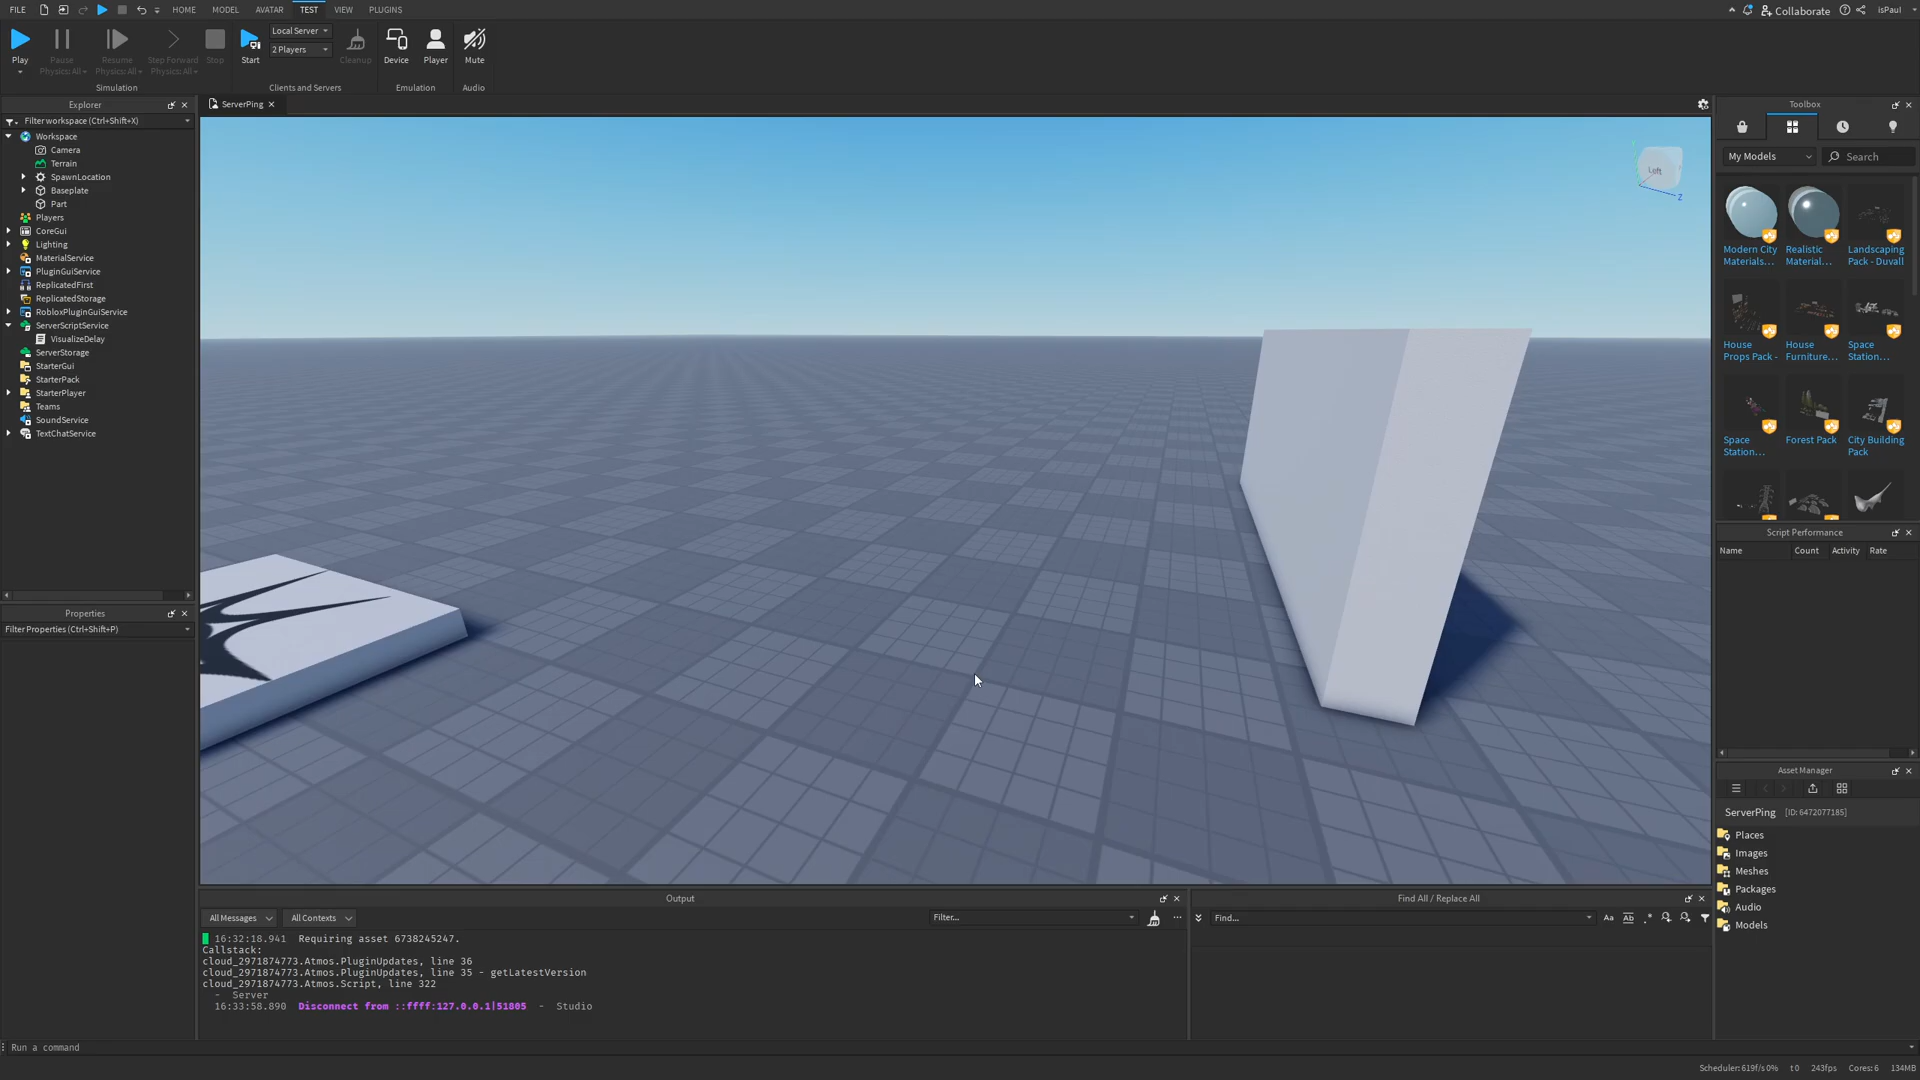 FILE HOME MODEL AVATAR TEST VIEW PLUGINS Collaborate isPaul
Play
Pause
Physics: All
Resume
Physics: All
Step Forward
Physics: All
Stop
Simulation
Start
Local Server
2 Players
Cleanup
Clients and Servers
Device
Player
Emulation
Mute
Audio
Explorer
Filter workspace (Ctrl+Shift+X)
Workspace
Camera
Terrain
SpawnLocation
Baseplate
Part
Players
CoreGui
Lighting
MaterialService
PluginGuiService
ReplicatedFirst
ReplicatedStorage
RobloxPluginGuiService
ServerScriptService
VisualizeDelay
ServerStorage
StarterGui
StarterPack
StarterPlayer
Teams
SoundService
TextChatService
Properties
Filter Properties (Ctrl+Shift+P)
ServerPing
Left
Z
Toolbox
My Models
Search
Modern City Materials...
Realistic Material...
Landscaping Pack - Duvall
House Props Pack -
House Furniture...
Space Station...
Space Station...
Forest Pack
City Building Pack
Script Performance
Name Count Activity Rate
Asset Manager
ServerPing [ID: 6472077185]
Places
Images
Meshes
Packages
Audio
Models
Output
All Messages All Contexts Filter...
16:32:18.941 Requiring asset 6738245247.
Callstack:
cloud_2971874773.Atmos.PluginUpdates, line 36
cloud_2971874773.Atmos.PluginUpdates, line 35 - getLatestVersion
cloud_2971874773.Atmos.Script, line 322
- Server
16:33:58.890 Disconnect from ::ffff:127.0.0.1|51805 - Studio
Find All / Replace All
Find... Aa Ab .*
Run a command
Scheduler: 619f/s 0% t 0 243fps Cores: 6 134MB